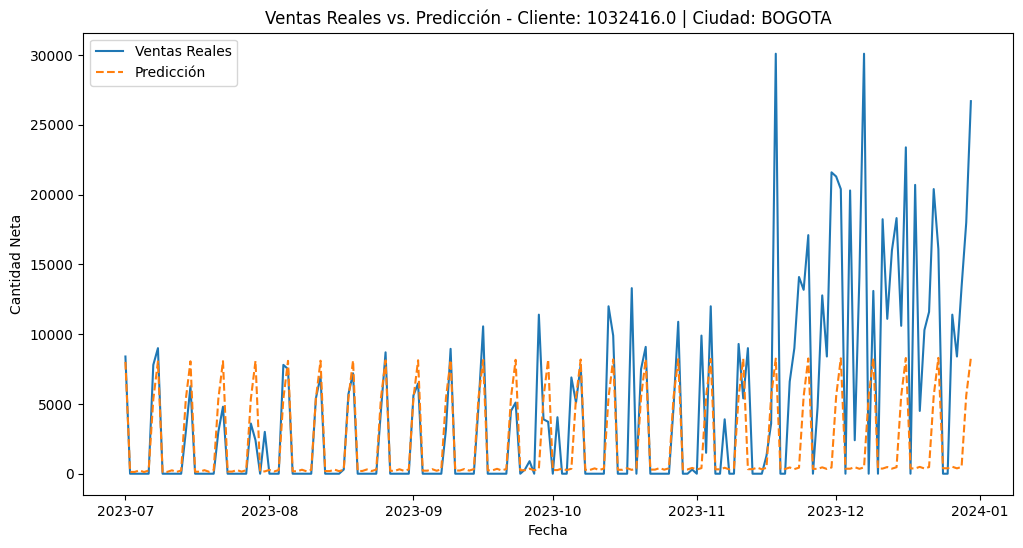 Ventas Reales vs. Predicción - Cliente: 1032416.0 | Ciudad: BOGOTA
Ventas Reales
Predicción
30000
25000
20000
15000
10000
5000
0
Cantidad Neta
2023-07
2023-08
2023-09
2023-10
2023-11
2023-12
2024-01
Fecha